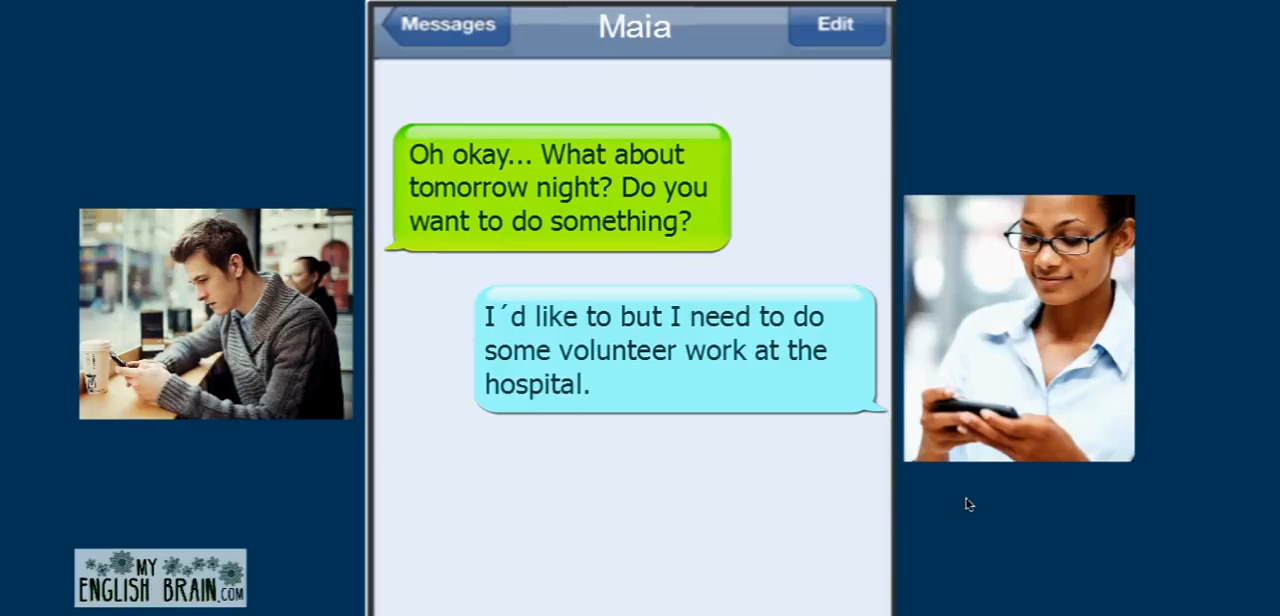 Messages
Maia
Edit
Oh okay... What about
tomorrow night? Do you
want to do something?
I´d like to but I need to do
some volunteer work at the
hospital.
MY
ENGLISH BRAIN.COM